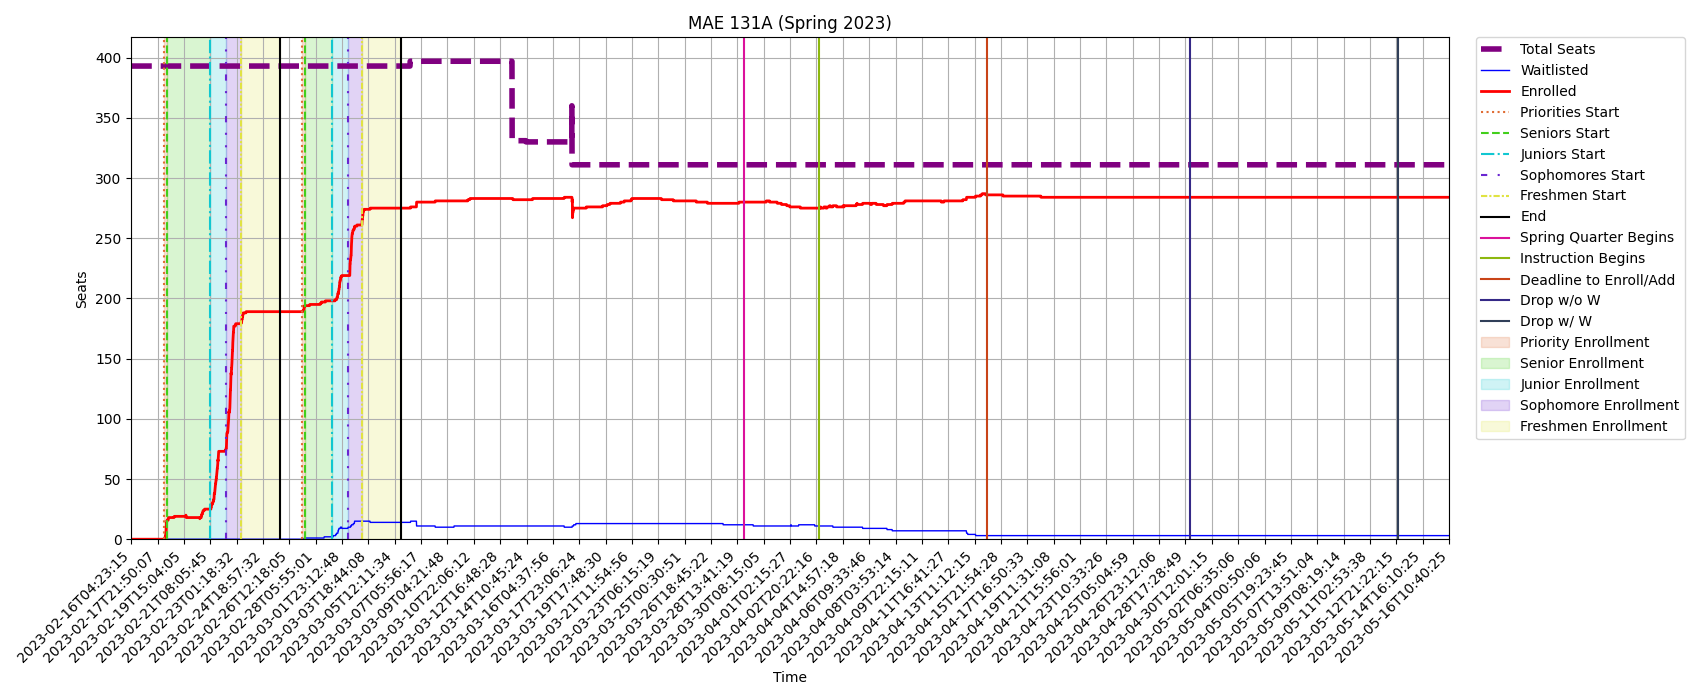 MAE 131A (Spring 2023)
Seats
400
350
300
250
200
150
100
50
0
2023-02-16T04:23:15
2023-02-17T21:50:07
2023-02-19T15:04:05
2023-02-21T08:05:45
2023-02-23T01:18:32
2023-02-24T18:57:32
2023-02-26T12:18:05
2023-02-28T05:55:01
2023-03-01T23:12:48
2023-03-03T18:44:08
2023-03-05T12:11:34
2023-03-07T05:56:17
2023-03-09T04:21:48
2023-03-10T22:06:12
2023-03-12T16:48:28
2023-03-14T10:45:24
2023-03-16T04:37:56
2023-03-17T23:06:24
2023-03-19T17:48:30
2023-03-21T11:54:56
2023-03-23T06:15:19
2023-03-25T00:30:51
2023-03-26T18:45:22
2023-03-28T13:41:19
2023-03-30T08:15:05
2023-04-01T02:15:27
2023-04-02T20:22:16
2023-04-04T14:57:18
2023-04-06T09:33:46
2023-04-08T03:53:14
2023-04-09T22:15:11
2023-04-11T16:41:27
2023-04-13T11:12:15
2023-04-15T21:54:28
2023-04-17T16:50:33
2023-04-19T11:31:08
2023-04-21T15:56:01
2023-04-23T10:33:26
2023-04-25T05:04:59
2023-04-26T23:12:06
2023-04-28T17:28:49
2023-04-30T12:01:15
2023-05-02T06:35:06
2023-05-04T00:50:06
2023-05-05T19:23:45
2023-05-07T13:51:04
2023-05-09T08:19:14
2023-05-11T02:53:38
2023-05-12T21:22:15
2023-05-14T16:10:25
2023-05-16T10:40:25
Time
Total Seats
Waitlisted
Enrolled
Priorities Start
Seniors Start
Juniors Start
Sophomores Start
Freshmen Start
End
Spring Quarter Begins
Instruction Begins
Deadline to Enroll/Add
Drop w/o W
Drop w/ W
Priority Enrollment
Senior Enrollment
Junior Enrollment
Sophomore Enrollment
Freshmen Enrollment